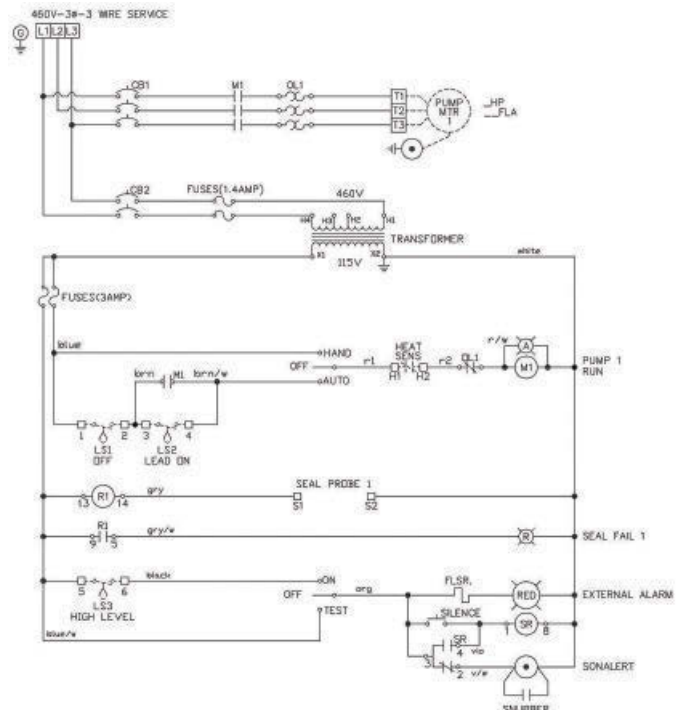 460V-3ø-3 WIRE SERVICE
G
L1 L2 L3
CB1
M1
OL1
T1
T2
T3
PUMP
MTR
1
_HP
__FLA
CB2
FUSES(1.4AMP)
460V
H4
H3
H2
H1
TRANSFORMER
X1
115V
X2
white
FUSES(3AMP)
blue
HAND
OFF
AUTO
r1
HEAT
SENS
H1
H2
r2
OL1
r/w
A
M1
PUMP 1
RUN
brn
M1
brn/w
1
2
3
4
LS1
OFF
LS2
LEAD ON
13
R1
14
gry
SEAL PROBE 1
S1
S2
R1
9
5
gry/w
R
SEAL FAIL 1
5
6
black
LS3
HIGH LEVEL
ON
OFF
TEST
org
FLSR.
RED
EXTERNAL ALARM
SILENCE
1
SR
8
SR
4
vio
3
2
v/w
SONALERT
SNUBBER
blue/w